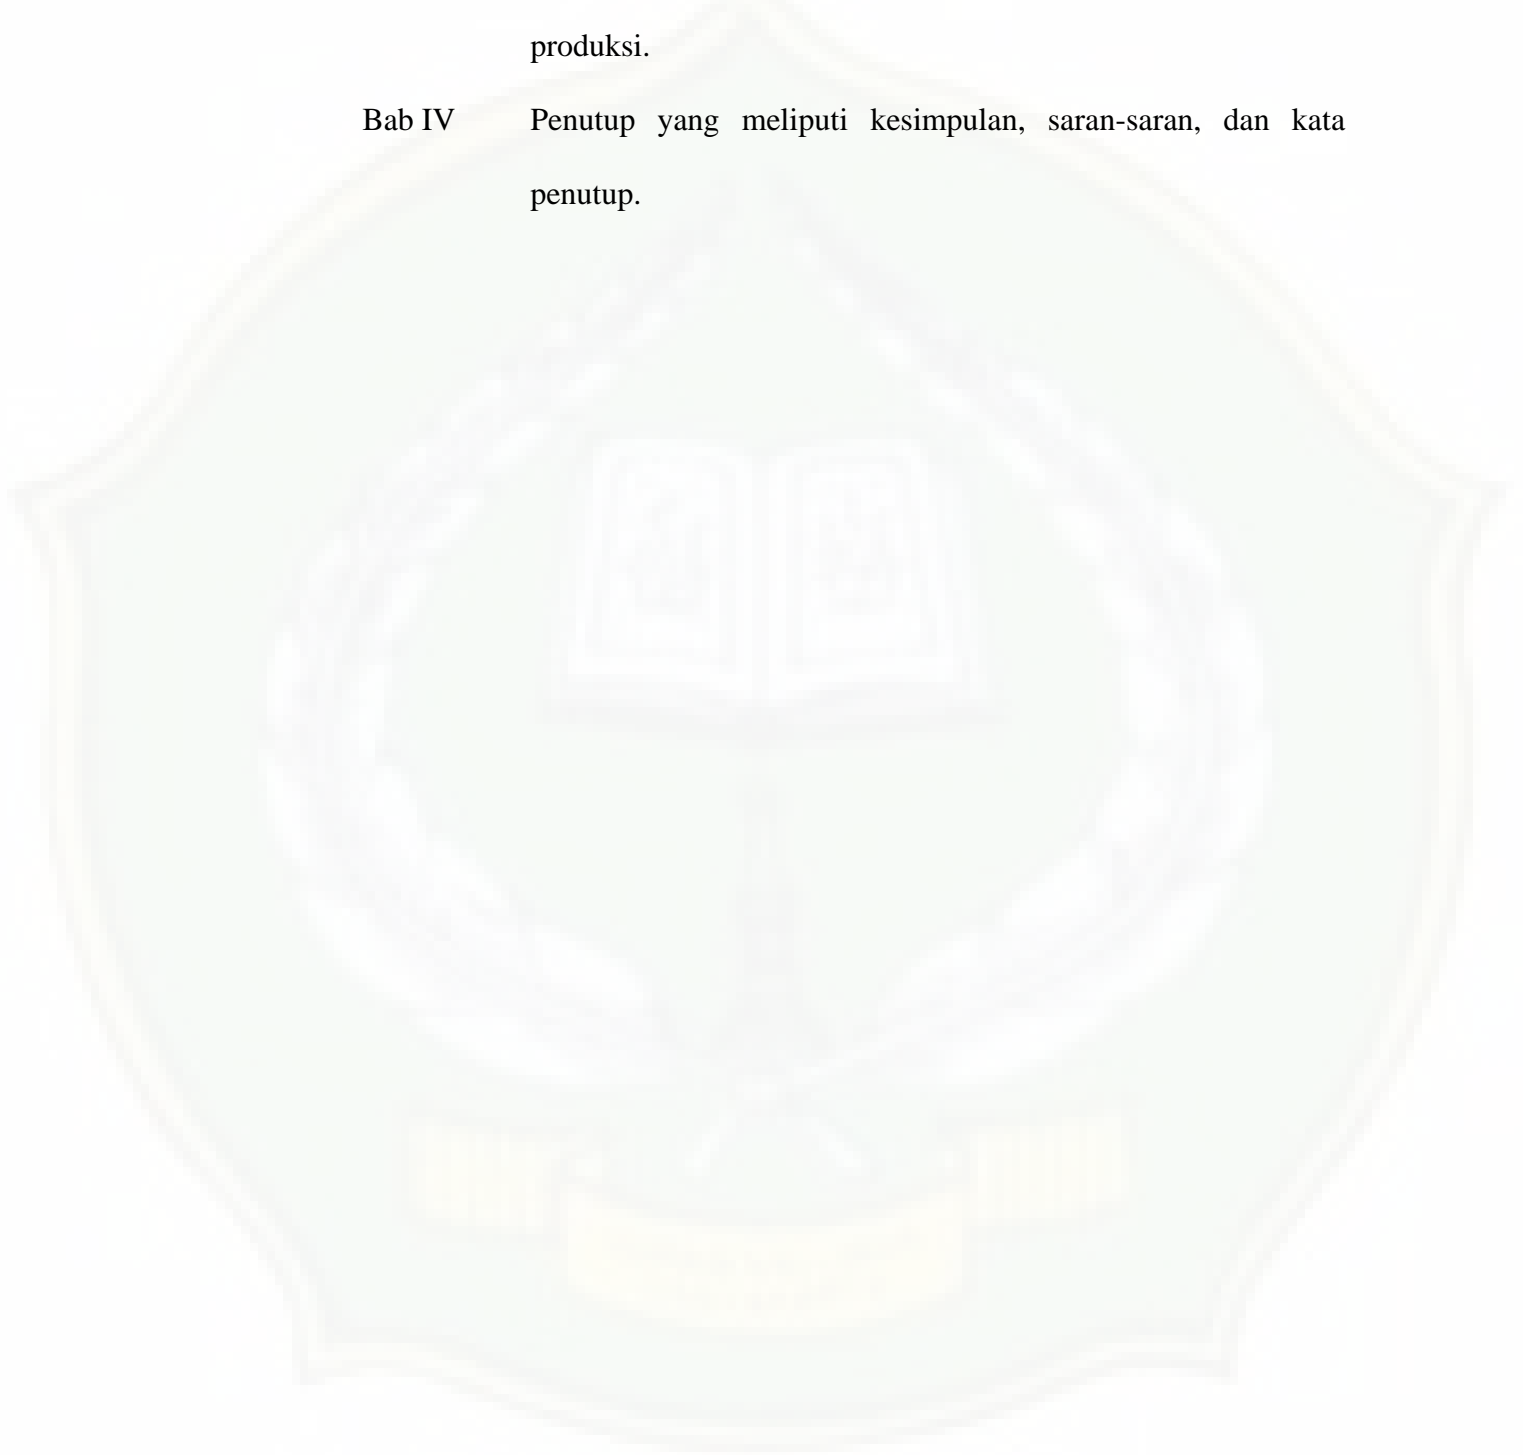 produksi.
Bab IV Penutup yang meliputi kesimpulan, saran-saran, dan kata
penutup.